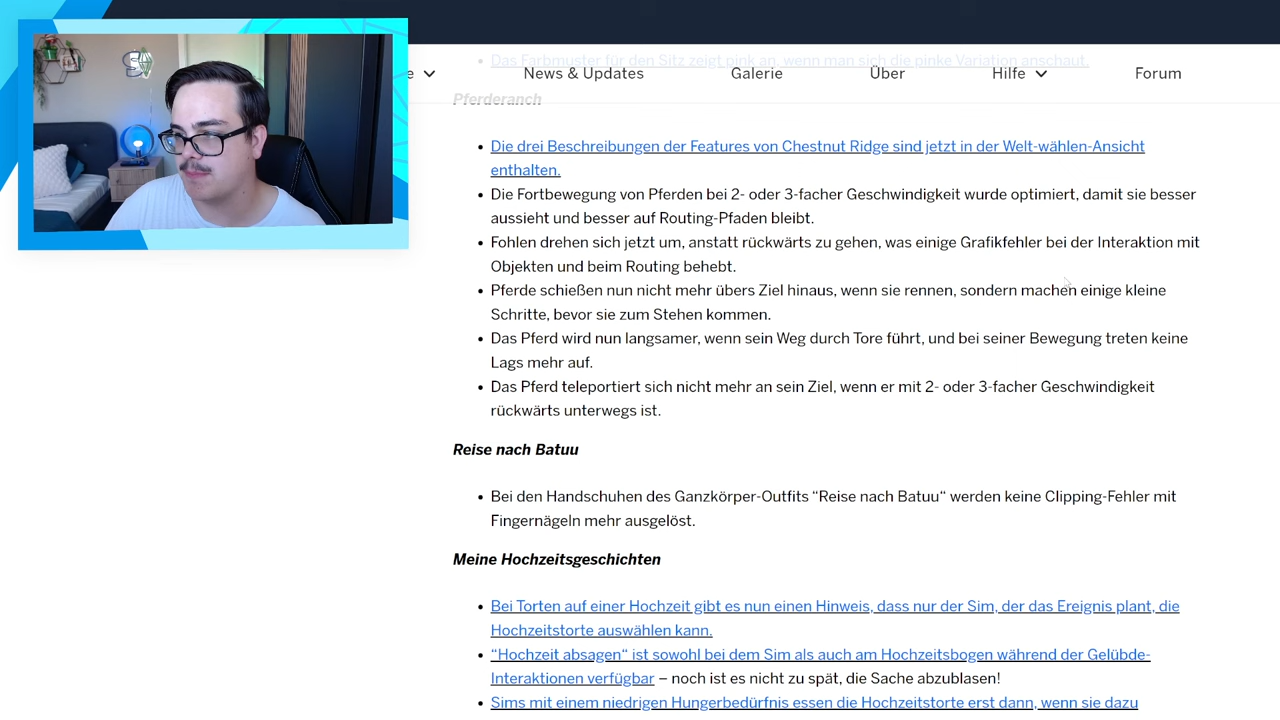 Das Farbmuster für den Sitz zeigt pink an, wenn man sich die pinke Variation anschaut.
e News & Updates Galerie Über Hilfe Forum
Pferderanch
Die drei Beschreibungen der Features von Chestnut Ridge sind jetzt in der Welt-wählen-Ansicht
enthalten.
Die Fortbewegung von Pferden bei 2- oder 3-facher Geschwindigkeit wurde optimiert, damit sie besser
aussieht und besser auf Routing-Pfaden bleibt.
Fohlen drehen sich jetzt um, anstatt rückwärts zu gehen, was einige Grafikfehler bei der Interaktion mit
Objekten und beim Routing behebt.
Pferde schießen nun nicht mehr übers Ziel hinaus, wenn sie rennen, sondern machen einige kleine
Schritte, bevor sie zum Stehen kommen.
Das Pferd wird nun langsamer, wenn sein Weg durch Tore führt, und bei seiner Bewegung treten keine
Lags mehr auf.
Das Pferd teleportiert sich nicht mehr an sein Ziel, wenn er mit 2- oder 3-facher Geschwindigkeit
rückwärts unterwegs ist.
Reise nach Batuu
Bei den Handschuhen des Ganzkörper-Outfits “Reise nach Batuu“ werden keine Clipping-Fehler mit
Fingernägeln mehr ausgelöst.
Meine Hochzeitsgeschichten
Bei Torten auf einer Hochzeit gibt es nun einen Hinweis, dass nur der Sim, der das Ereignis plant, die
Hochzeitstorte auswählen kann.
“Hochzeit absagen“ ist sowohl bei dem Sim als auch am Hochzeitsbogen während der Gelübde-
Interaktionen verfügbar – noch ist es nicht zu spät, die Sache abzublasen!
Sims mit einem niedrigen Hungerbedürfnis essen die Hochzeitstorte erst dann, wenn sie dazu